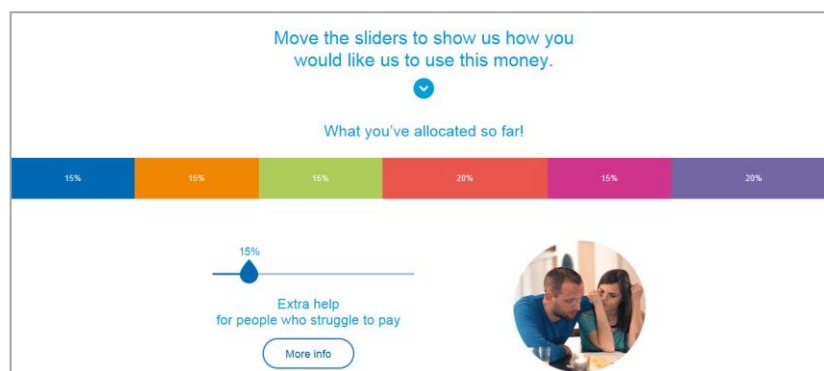 Move the sliders to show us how you
would like us to use this money.
What you've allocated so far!
15% 15% 15% 20% 15% 20%
15%
Extra help
for people who struggle to pay
More info